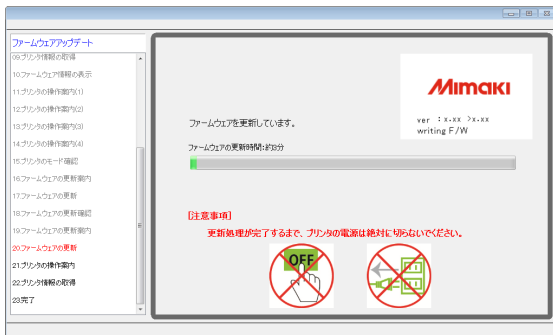 ファームウェアアップデート
09.プリンタ情報の取得
10.ファームウェア情報の表示
11.プリンタの操作案内(1)
12.プリンタの操作案内(2)
13.プリンタの操作案内(3)
14.プリンタの操作案内(4)
15.プリンタのモード確認
16.ファームウェアの更新案内
17.ファームウェアの更新
18.ファームウェアの更新確認
19.ファームウェアの更新案内
20.ファームウェアの更新
21.プリンタの操作案内
22.プリンタ情報の取得
23.完了
Mimaki
ver : x.xx >x.xx
writing F/W
ファームウェアを更新しています。
ファームウェアの更新時間:約3分
[注意事項]
更新処理が完了するまで、プリンタの電源は絶対に切らないでください。
OFF